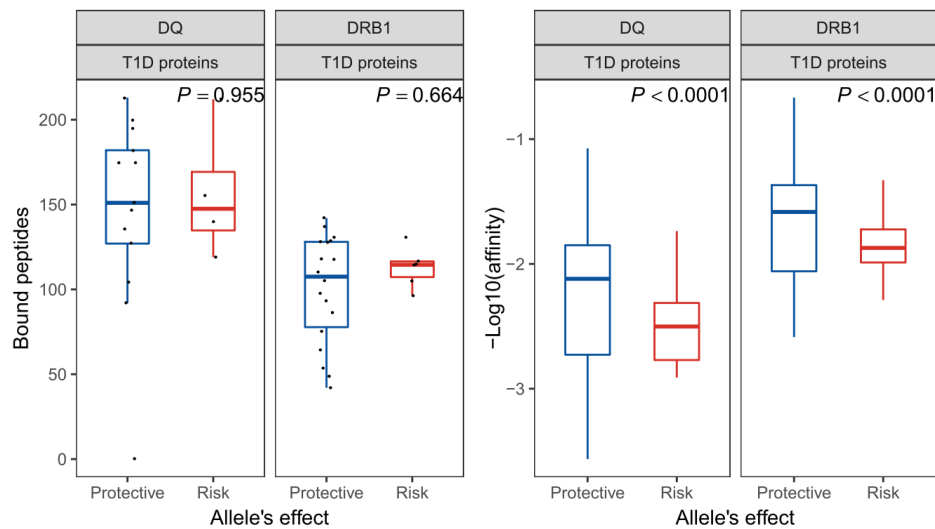 DQ
DRB1
T1D proteins
T1D proteins
P = 0.955
P = 0.664
200
150
100
50
0
Bound peptides
Protective
Risk
Protective
Risk
Allele's effect
DQ
DRB1
T1D proteins
T1D proteins
P < 0.0001
P < 0.0001
−1
−2
−3
−Log10(affinity)
Protective
Risk
Protective
Risk
Allele's effect